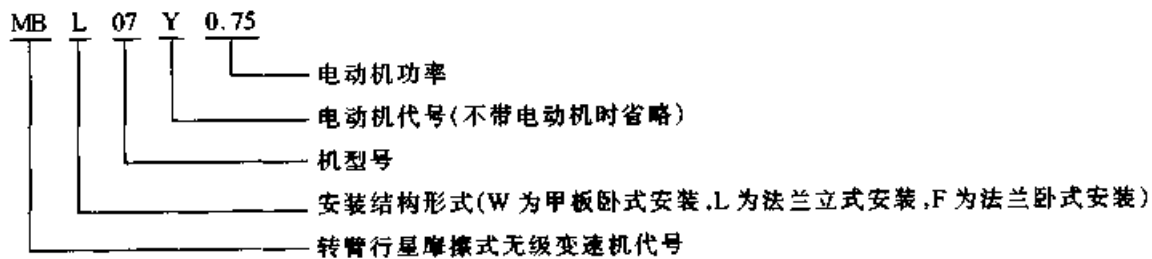 MB L 07 Y 0.75
电动机功率
电动机代号(不带电动机时省略)
机型号
安装结构形式(W为甲板卧式安装,L为法兰立式安装,F为法兰卧式安装)
转臂行星摩擦式无级变速机代号